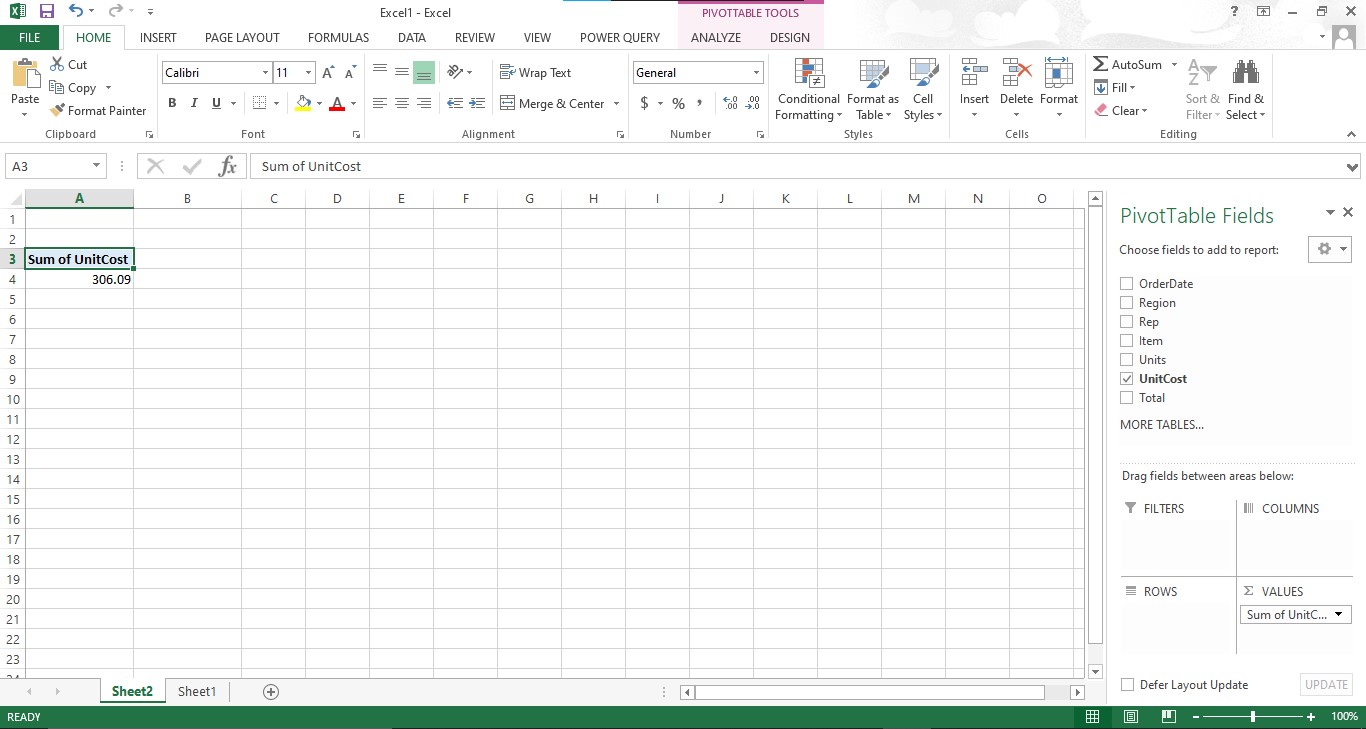 Excel1 - Excel
PIVOTTABLE TOOLS
?
FILE HOME INSERT PAGE LAYOUT FORMULAS DATA REVIEW VIEW POWER QUERY ANALYZE DESIGN
Paste
Cut
Copy
Format Painter
Clipboard
Calibri 11 A A
B I U A
Font
Wrap Text
Merge & Center
Alignment
General
$ % , .0 .00 .00 .0
Number
Conditional Formatting
Format as Table
Cell Styles
Styles
Insert Delete Format
Cells
AutoSum
Fill
Clear
Sort & Filter
Find & Select
Editing
A3 fx Sum of UnitCost
A B C D E F G H I J K L M N O
1
2
3 Sum of UnitCost
4 306.09
5
6
7
8
9
10
11
12
13
14
15
16
17
18
19
20
21
22
23
24
PivotTable Fields
Choose fields to add to report:
OrderDate
Region
Rep
Item
Units
UnitCost
Total
MORE TABLES...
Drag fields between areas below:
FILTERS COLUMNS
ROWS Σ VALUES
Sum of UnitC...
Defer Layout Update UPDATE
Sheet2 Sheet1
READY 100%